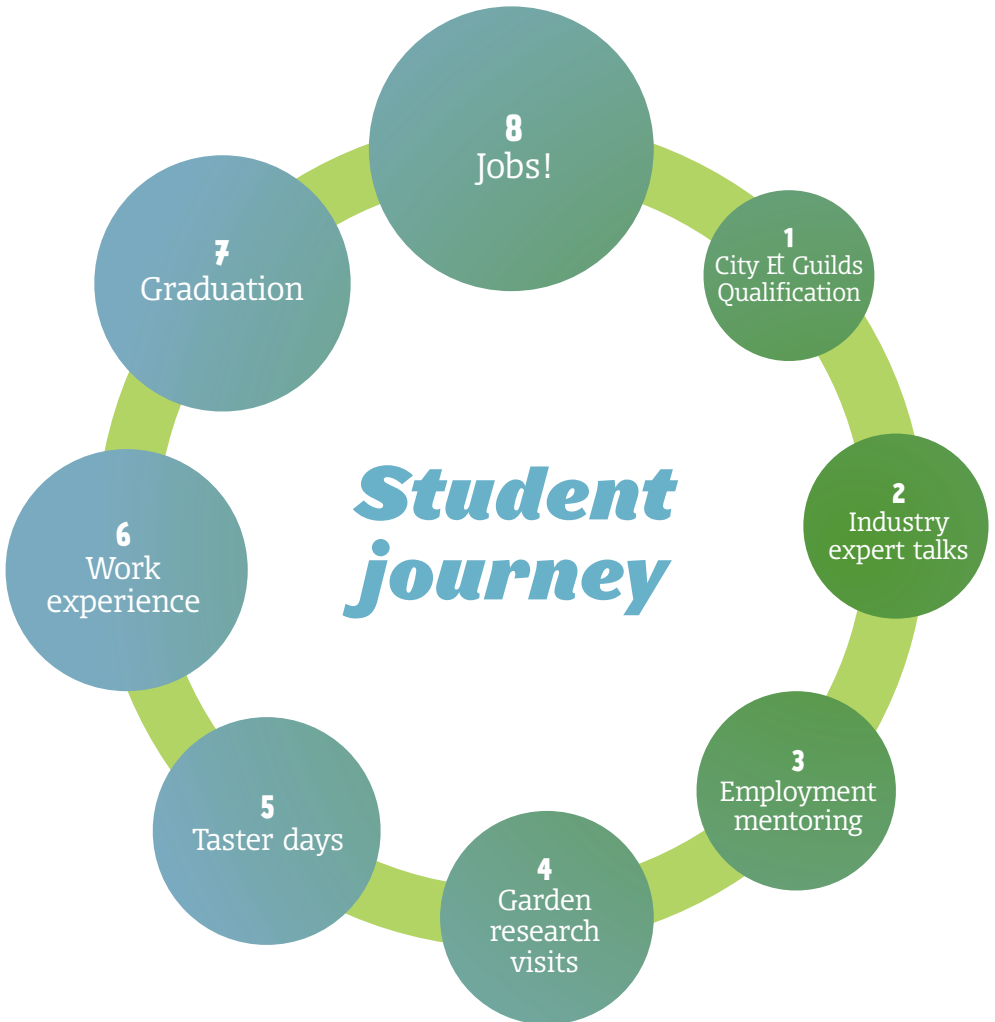 Student
journey
1
City & Guilds
Qualification
2
Industry
expert talks
3
Employment
mentoring
4
Garden
research
visits
5
Taster days
6
Work
experience
7
Graduation
8
Jobs!